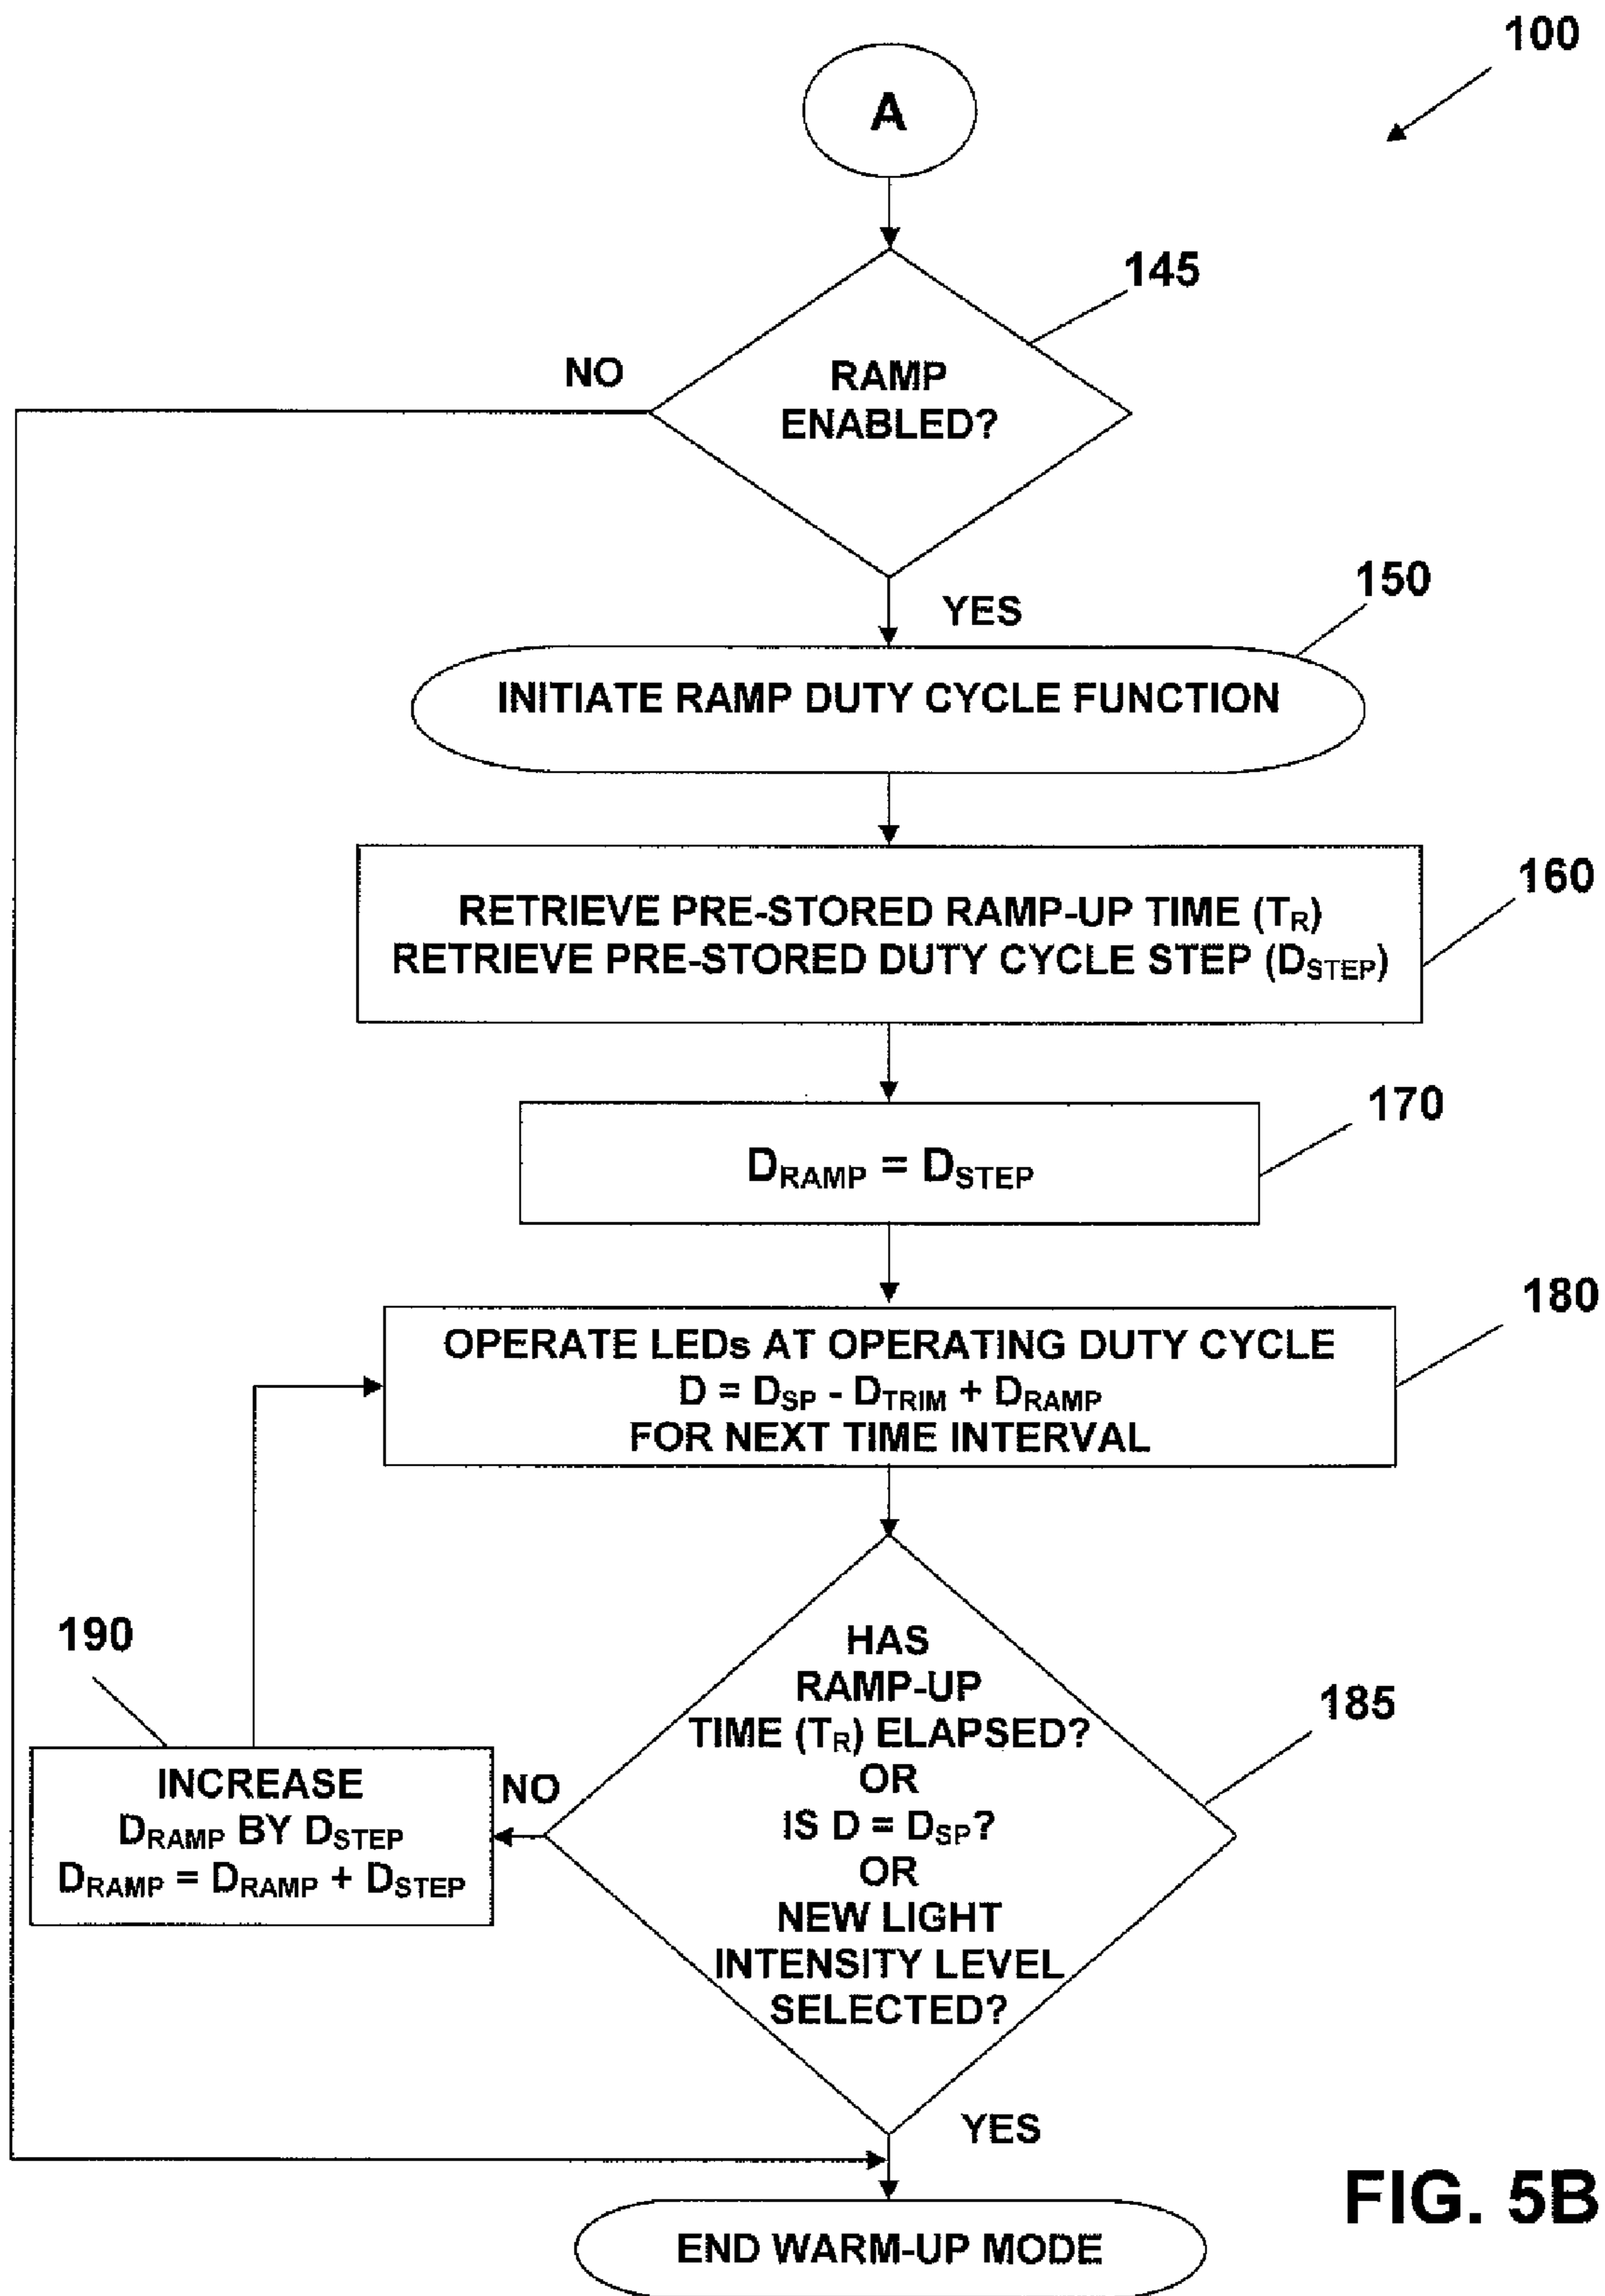 100
A
145
NO
RAMP
ENABLED?
150
YES
INITIATE RAMP DUTY CYCLE FUNCTION
160
RETRIEVE PRE-STORED RAMP-UP TIME (TR)
RETRIEVE PRE-STORED DUTY CYCLE STEP (DSTEP)
170
DRAMP = DSTEP
180
OPERATE LEDs AT OPERATING DUTY CYCLE
D = DSP - DTRIM + DRAMP
FOR NEXT TIME INTERVAL
190
HAS
RAMP-UP
TIME (TR) ELAPSED?
OR
IS D = DSP?
OR
NEW LIGHT
INTENSITY LEVEL
SELECTED?
185
NO
INCREASE
DRAMP BY DSTEP
DRAMP = DRAMP + DSTEP
YES
END WARM-UP MODE
FIG. 5B